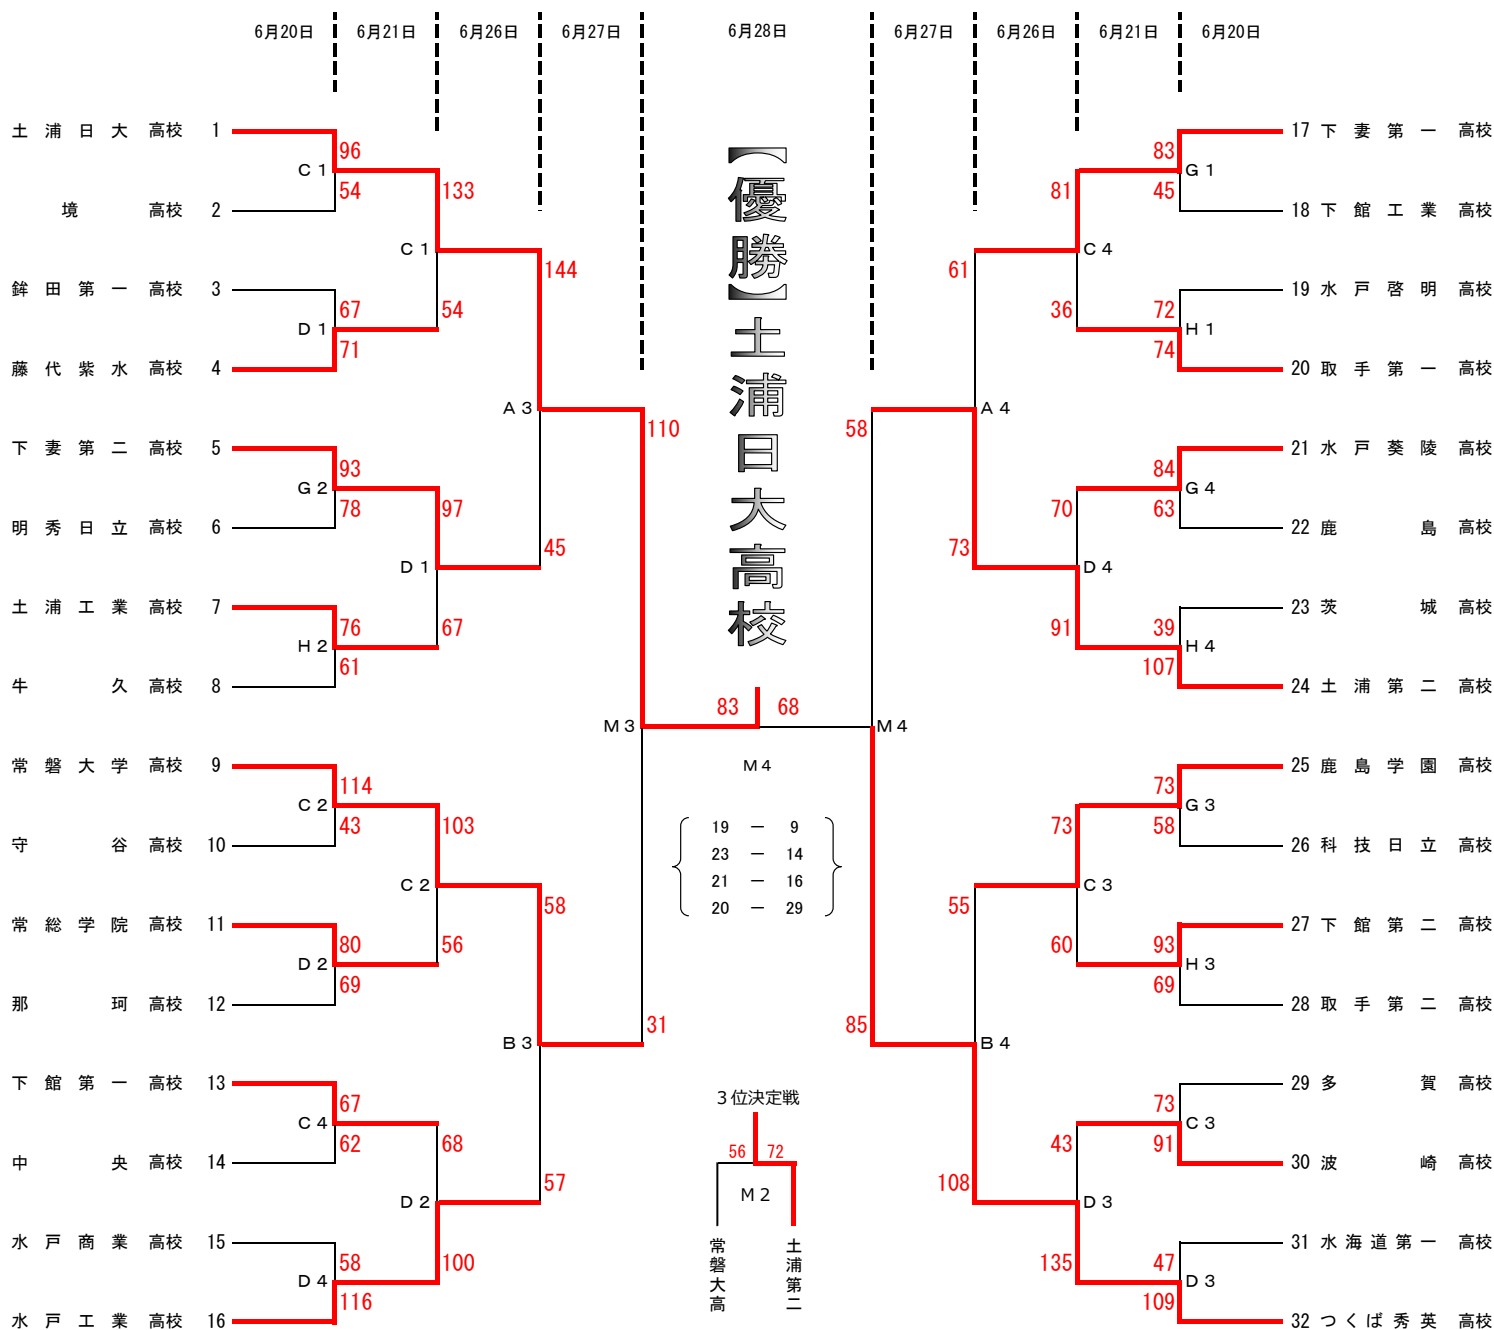 6月20日 6月21日 6月26日 6月27日 6月28日 6月27日 6月26日 6月21日 6月20日
土浦日大 高校 1
96
C1
54
133
境 高校 2
C1
144
鉾田第一 高校 3
67
54
D1
71
藤代紫水 高校 4
A3
110
下妻第二 高校 5
93
G2
78
97
明秀日立 高校 6
45
D1
土浦工業 高校 7
76
67
H2
61
牛久 高校 8
M3
常磐大学 高校 9
114
C2
43
103
守谷 高校 10
C2
58
常総学院 高校 11
80
56
D2
69
那珂 高校 12
31
B3
下館第一 高校 13
67
C4
62
68
中央 高校 14
57
D2
水戸商業 高校 15
58
100
D4
116
水戸工業 高校 16
【優勝】土浦日大高校
83 68
M4
19 － 9
23 － 14
21 － 16
20 － 29
3位決定戦
56 72
M2
常磐大高
土浦第二
17 下妻第一 高校
83
G1
45
81
18 下館工業 高校
C4
61
19 水戸啓明 高校
72
36
H1
74
20 取手第一 高校
A4
58
21 水戸葵陵 高校
84
G4
63
70
22 鹿島 高校
73
D4
23 茨城 高校
39
91
H4
107
24 土浦第二 高校
M4
25 鹿島学園 高校
73
G3
58
73
26 科技日立 高校
C3
55
27 下館第二 高校
93
60
H3
69
28 取手第二 高校
85
B4
29 多賀 高校
73
C3
91
43
30 波崎 高校
108
D3
31 水海道第一 高校
47
135
D3
109
32 つくば秀英 高校